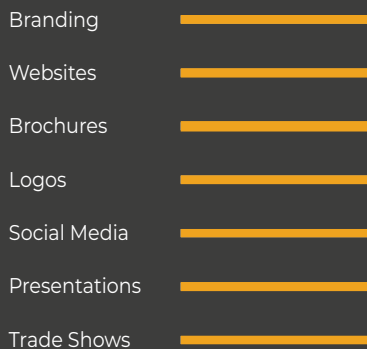 Branding
Websites
Brochures
Logos
Social Media
Presentations
Trade Shows